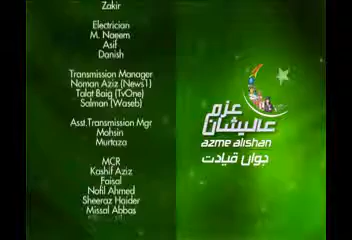 Zakir
Electrician
M. Naeem
Asif
Danish
Transmission Manager
Noman Aziz (News1)
Talat Baig (TvOne)
Salman (Waseb)
Asst.Transmission Mgr
Mohsin
Murtaza
MCR
Kashif Aziz
Faisal
Nofil Ahmed
Sheeraz Haider
Missal Abbas
عزم
عالیشان
azme alishan
جواں قیادت